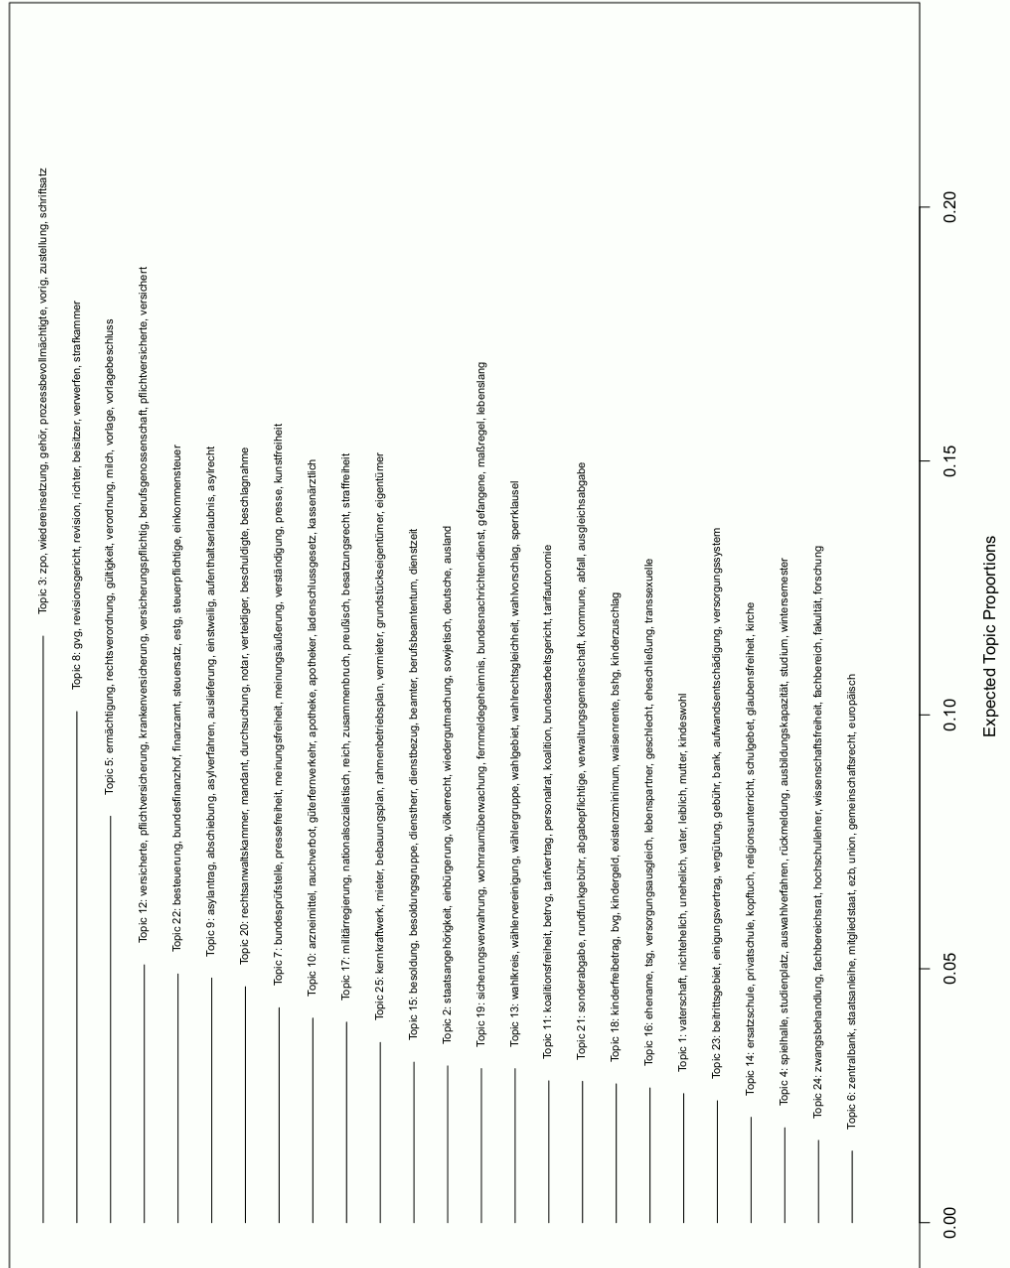 Topic 3: zpo, wiedereinsetzung, gehör, prozessbevollmächtigte, vorig, zustellung, schriftsatz
Topic 8: gvg, revisionsgericht, revision, richter, beisitzer, verwerfen, strafkammer
Topic 5: ermächtigung, rechtsverordnung, gültigkeit, verordnung, milch, vorlage, vorlagebeschluss
Topic 12: versicherte, pflichtversicherung, krankenversicherung, versicherungspflichtig, berufsgenossenschaft, pflichtversicherte, versichert
Topic 22: besteuerung, bundesfinanzhof, finanzamt, steuersatz, estg, steuerpflichtige, einkommensteuer
Topic 9: asylantrag, abschiebung, asylverfahren, auslieferung, einstweilig, aufenthaltserlaubnis, asylrecht
Topic 20: rechtsanwaltskammer, mandant, durchsuchung, notar, verteidiger, beschuldigte, beschlagnahme
Topic 7: bundesprüfstelle, pressefreiheit, meinungsfreiheit, meinungsäußerung, verständigung, presse, kunstfreiheit
Topic 10: arzneimittel, rauchverbot, güterfernverkehr, apotheke, apotheker, ladenschlussgesetz, kassenärztlich
Topic 17: militärregierung, nationalsozialistisch, reich, zusammenbruch, preußisch, besatzungsrecht, straffreiheit
Topic 25: kernkraftwerk, mieter, bebauungsplan, rahmenbetriebsplan, vermieter, grundstückseigentümer, eigentümer
Topic 15: besoldung, besoldungsgruppe, dienstherr, dienstbezug, beamter, berufsbeamtentum, dienstzeit
Topic 2: staatsangehörigkeit, einbürgerung, völkerrecht, wiedergutmachung, sowjetisch, deutsche, ausland
Topic 19: sicherungsverwahrung, wohnraumüberwachung, fernmeldegeheimnis, bundesnachrichtendienst, gefangene, maßregel, lebenslang
Topic 13: wahlkreis, wählervereinigung, wählergruppe, wahlgebiet, wahlrechtsgleichheit, wahlvorschlag, sperrklausel
Topic 11: koalitionsfreiheit, betrvg, tarifvertrag, personalrat, koalition, bundesarbeitsgericht, tarifautonomie
Topic 21: sonderabgabe, rundfunkgebühr, abgabepflichtige, verwaltungsgemeinschaft, kommune, abfall, ausgleichsabgabe
Topic 18: kinderfreibetrag, bvg, kindergeld, existenzminimum, waisenrente, bshg, kinderzuschlag
Topic 16: ehename, tsg, versorgungsausgleich, lebenspartner, geschlecht, eheschließung, transsexuelle
Topic 1: vaterschaft, nichtehelich, unehelich, vater, leiblich, mutter, kindeswohl
Topic 23: beitrittsgebiet, einigungsvertrag, vergütung, gebühr, bank, aufwandsentschädigung, versorgungssystem
Topic 14: ersatzschule, privatschule, kopftuch, religionsunterricht, schulgebet, glaubensfreiheit, kirche
Topic 4: spielhalle, studienplatz, auswahlverfahren, rückmeldung, ausbildungskapazität, studium, wintersemester
Topic 24: zwangsbehandlung, fachbereichsrat, hochschullehrer, wissenschaftsfreiheit, fachbereich, fakultät, forschung
Topic 6: zentralbank, staatsanleihe, mitgliedstaat, ezb, union, gemeinschaftsrecht, europäisch
0.00
0.05
0.10
0.15
0.20
Expected Topic Proportions